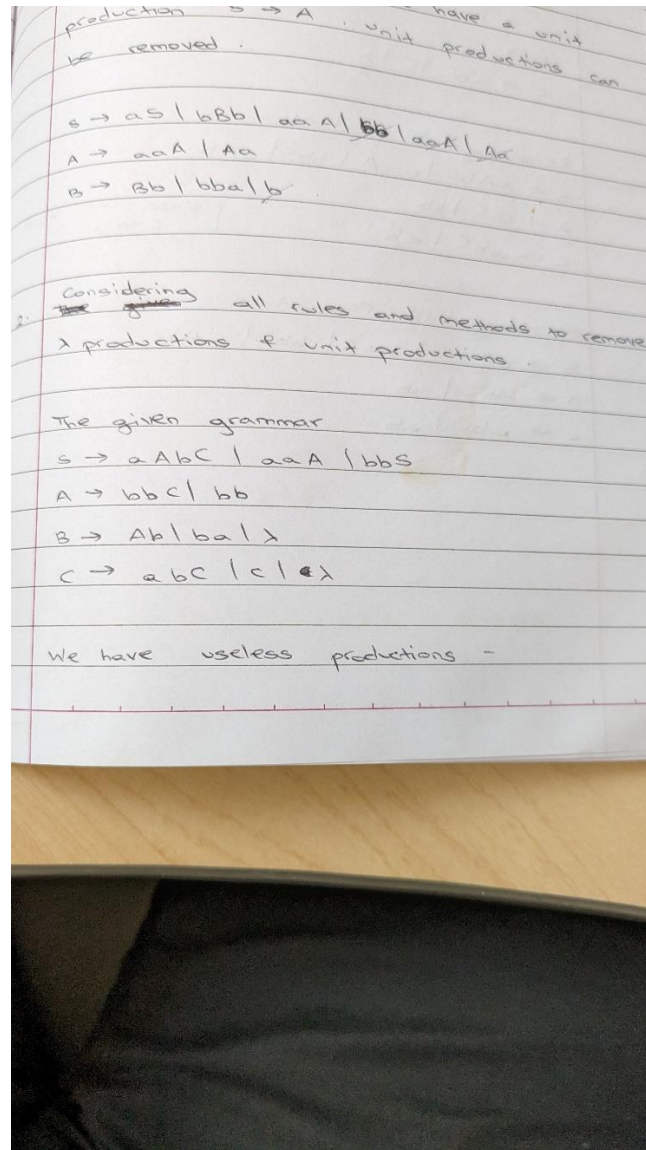 production S → A . have a unit
be removed . unit productions can
S → aS | bBb | aaA | bb | aaA | Aa
A → aaA | Aa
B → Bb | bba | b
2. Considering all rules and methods to remove
λ productions & unit productions .
The given grammar
S → aAbC | aaA | bbS
A → bbC | bb
B → Ab | ba | λ
C → abC | c | λ
We have useless productions -